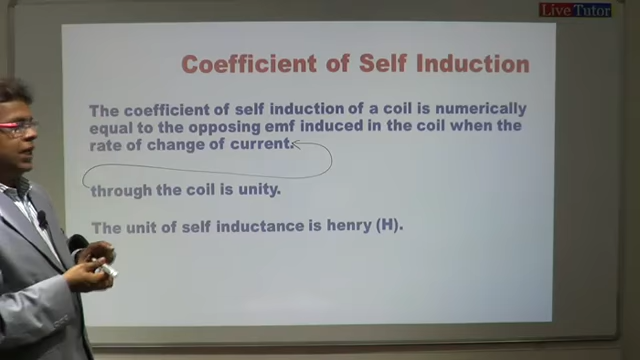 Live Tutor
Coefficient of Self Induction
The coefficient of self induction of a coil is numerically
equal to the opposing emf induced in the coil when the
rate of change of current.
through the coil is unity.
The unit of self inductance is henry (H).